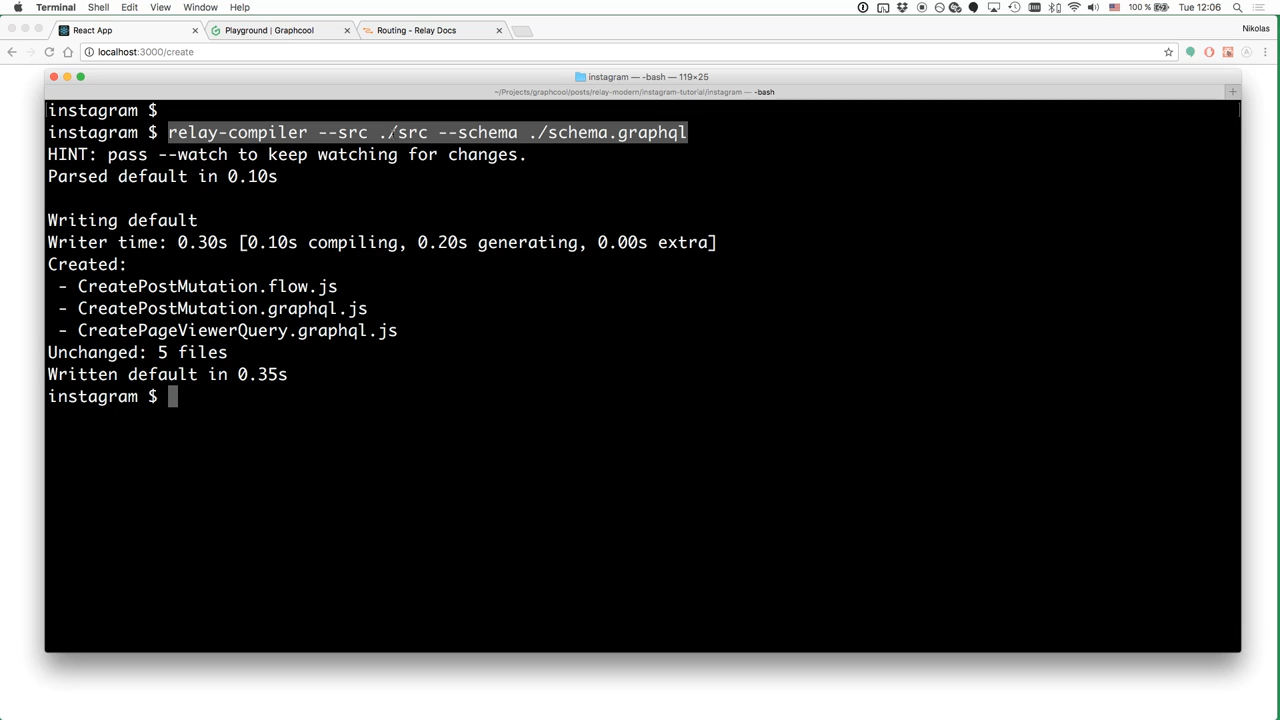 Terminal Shell Edit View Window Help 100 % Tue 12:06
Nikolas
React App Playground | Graphcool Routing - Relay Docs
localhost:3000/create
instagram — -bash — 119×25
~/Projects/graphcool/posts/relay-modern/instagram-tutorial/instagram — -bash
instagram $
instagram $ relay-compiler --src ./src --schema ./schema.graphql
HINT: pass --watch to keep watching for changes.
Parsed default in 0.10s
Writing default
Writer time: 0.30s [0.10s compiling, 0.20s generating, 0.00s extra]
Created:
- CreatePostMutation.flow.js
- CreatePostMutation.graphql.js
- CreatePageViewerQuery.graphql.js
Unchanged: 5 files
Written default in 0.35s
instagram $